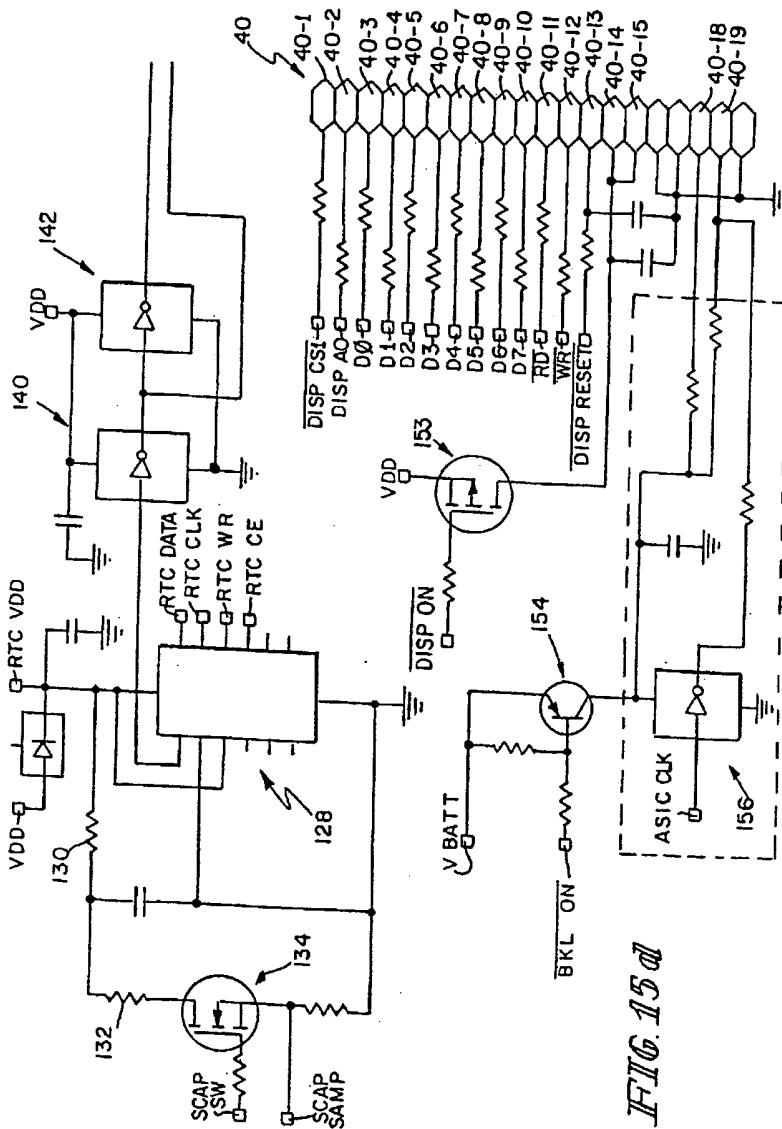 VDD
RTC VDD
130
132
134
SCAP
SW
SCAP
SAMP
128
RTC DATA
RTC CLK
RTC WR
RTC CE
140
VDD
142
V BATT
BKL ON
154
ASIC CLK
156
DISP ON
VDD
153
DISP CS1
DISP A0
DØ
D1
D2
D3
D4
D5
D6
D7
RD
WR
DISP RESET
40
40-1
40-2
40-3
40-4
40-5
40-6
40-7
40-8
40-9
40-10
40-11
40-12
40-13
40-14
40-15
40-18
40-19
FIG. 15d